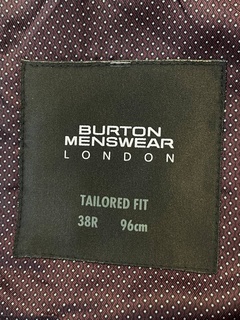 BURTON
MENSWEAR
LONDON
TAILORED FIT
38R 96cm